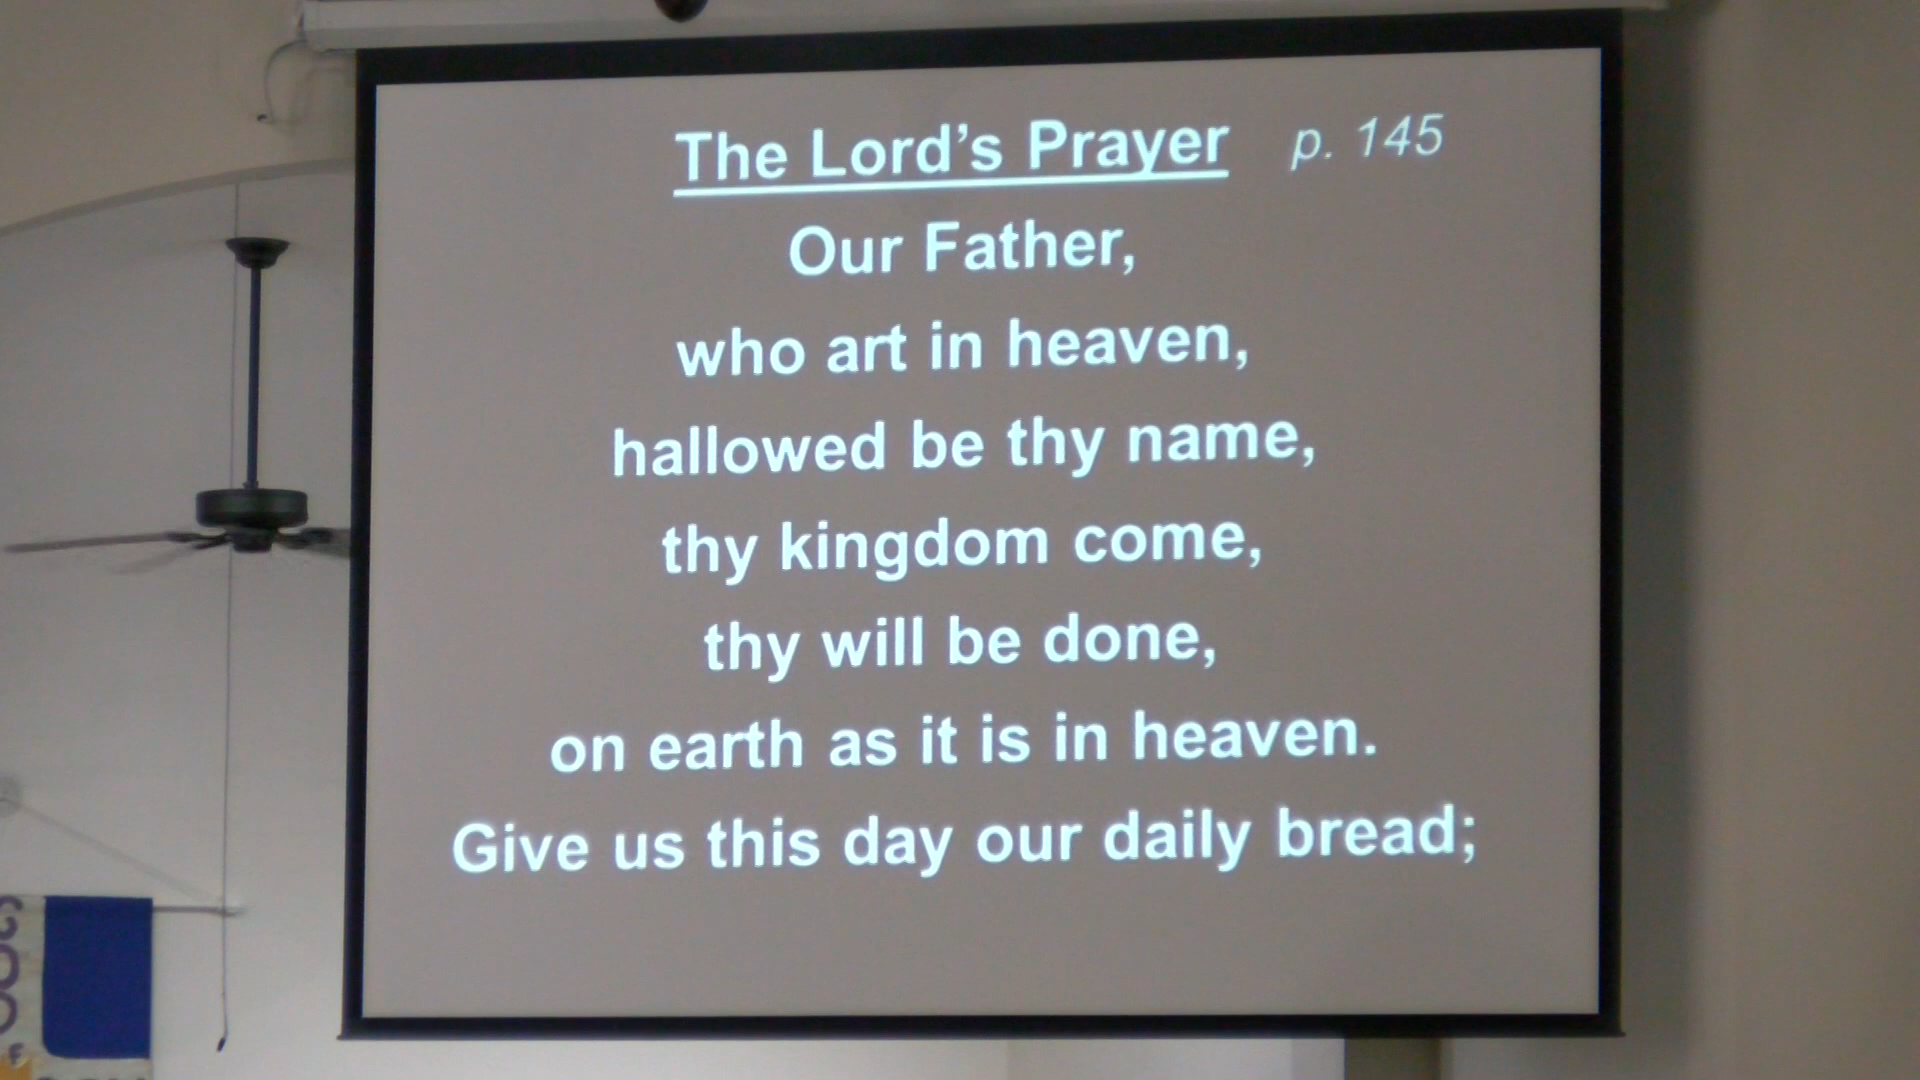 The Lord's Prayer p. 145
Our Father,
who art in heaven,
hallowed be thy name,
thy kingdom come,
thy will be done,
on earth as it is in heaven.
Give us this day our daily bread;